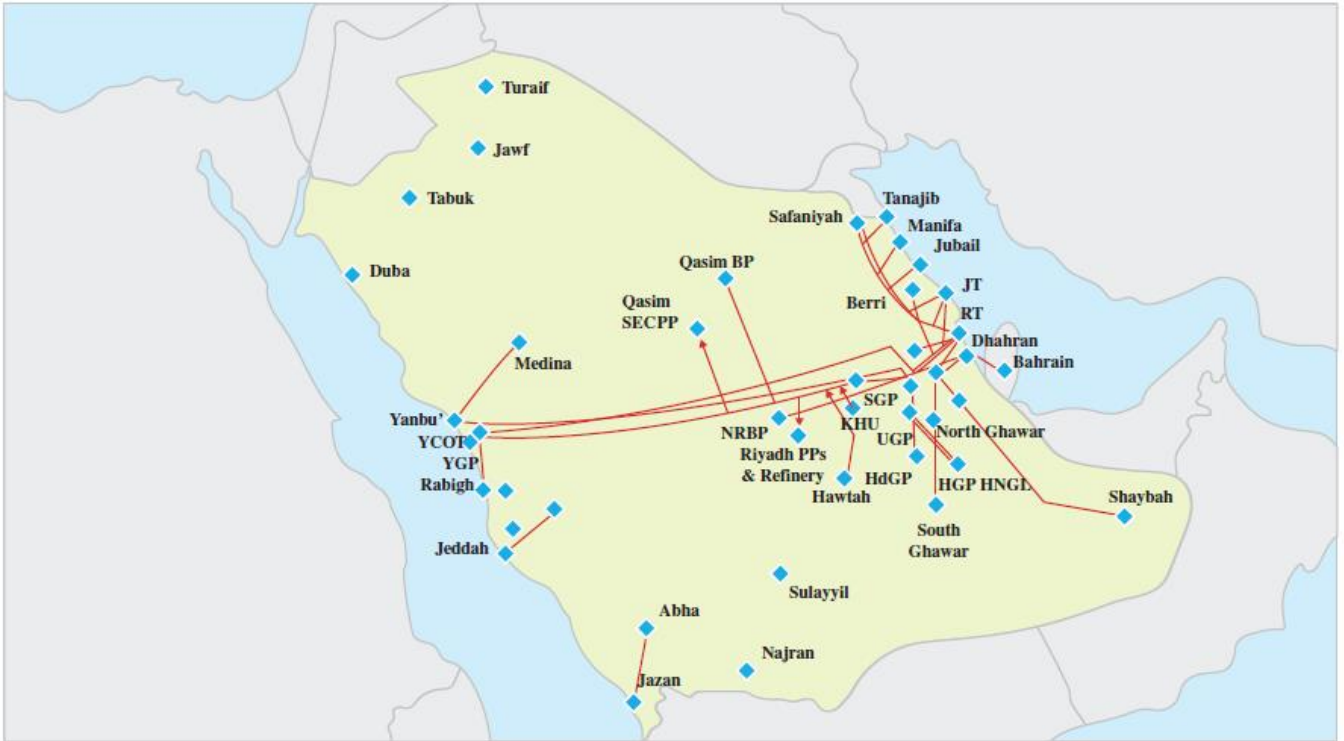 Turaif
Jawf
Tabuk
Duba
Safaniyah
Tanajib
Manifa
Jubail
Qasim BP
Qasim
SECPP
Berri
JT
RT
Dhahran
Bahrain
Medina
Yanbu'
YCOT
YGP
Rabigh
NRBP
Riyadh PPs
& Refinery
KHU
SGP
UGP
North Ghawar
HdGP
HGP HNGL
Hawtah
South
Ghawar
Shaybah
Jeddah
Sulayyil
Abha
Najran
Jazan